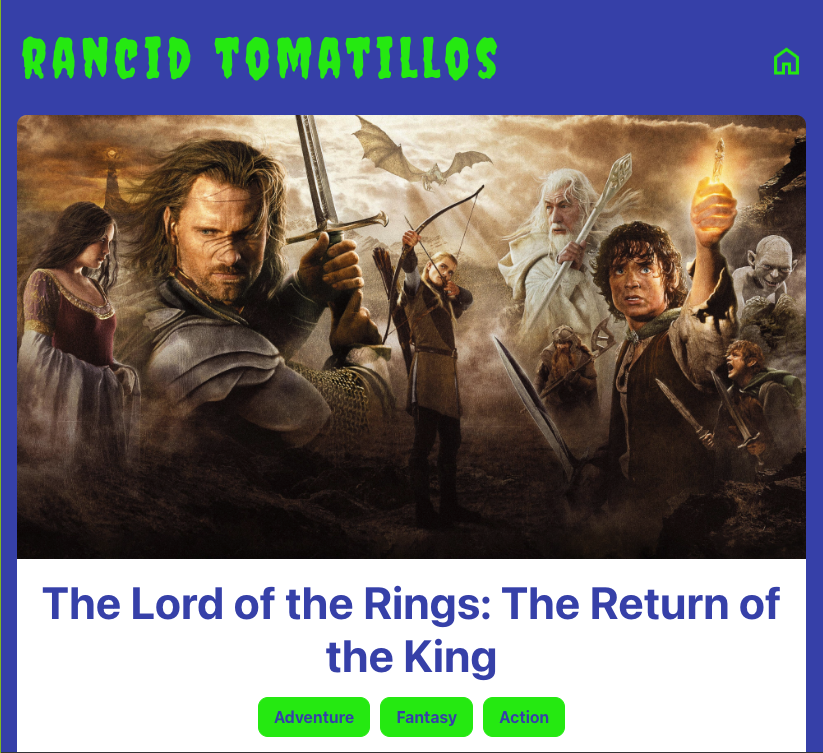 RANCID TOMATILLOS
The Lord of the Rings: The Return of
the King
Adventure Fantasy Action